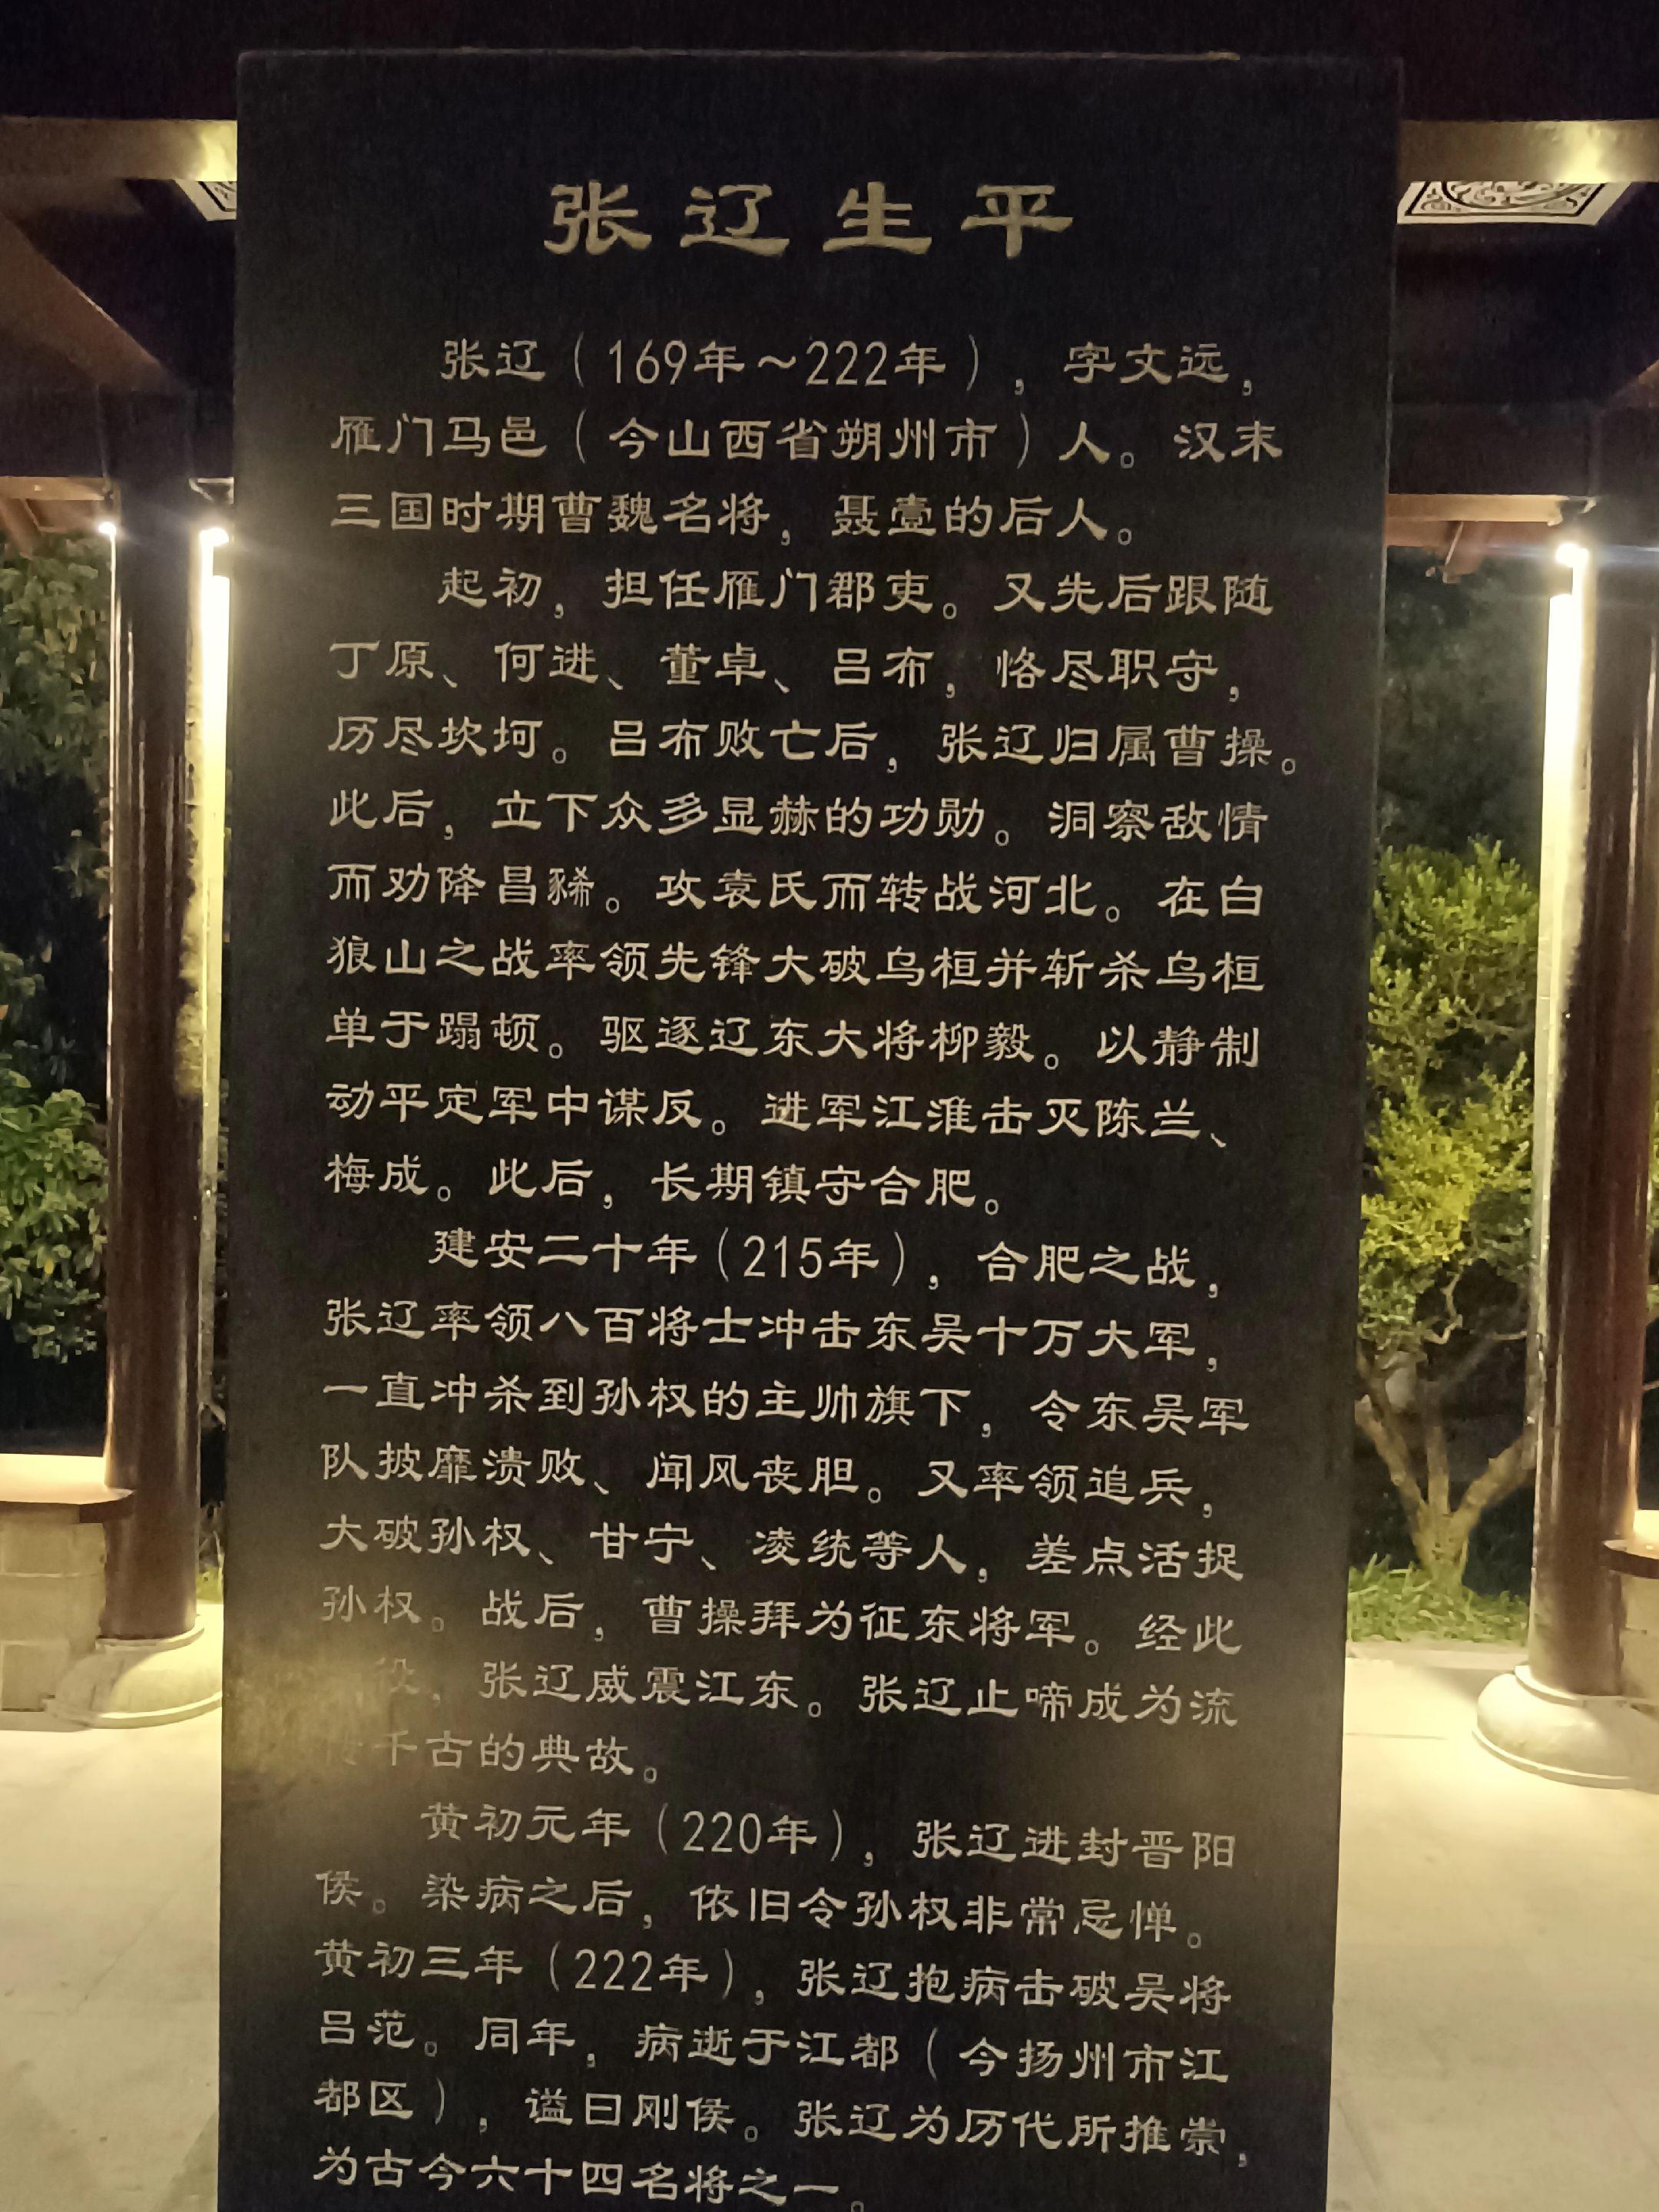 张辽生平
张辽（169年～222年），字文远，
雁门马邑（今山西省朔州市）人。汉末
三国时期曹魏名将，聂壹的后人。
起初，担任雁门郡吏。又先后跟随
丁原、何进、董卓、吕布，恪尽职守，
历尽坎坷。吕布败亡后，张辽归属曹操。
此后，立下众多显赫的功勋。洞察敌情
而劝降昌豨。攻袁氏而转战河北。在白
狼山之战率领先锋大破乌桓并斩杀乌桓
单于蹋顿。驱逐辽东大将柳毅。以静制
动平定军中谋反。进军江淮击灭陈兰、
梅成。此后，长期镇守合肥。
建安二十年（215年），合肥之战，
张辽率领八百将士冲击东吴十万大军，
一直冲杀到孙权的主帅旗下，令东吴军
队披靡溃败、闻风丧胆。又率领追兵，
大破孙权、甘宁、凌统等人，差点活捉
孙权。战后，曹操拜为征东将军。经此
役，张辽威震江东。张辽止啼成为流
传千古的典故。
黄初元年（220年），张辽进封晋阳
侯。染病之后，依旧令孙权非常忌惮。
黄初三年（222年），张辽抱病击破吴将
吕范。同年，病逝于江都（今扬州市江
都区），谥曰刚侯。张辽为历代所推崇，
为古今六十四名将之一。